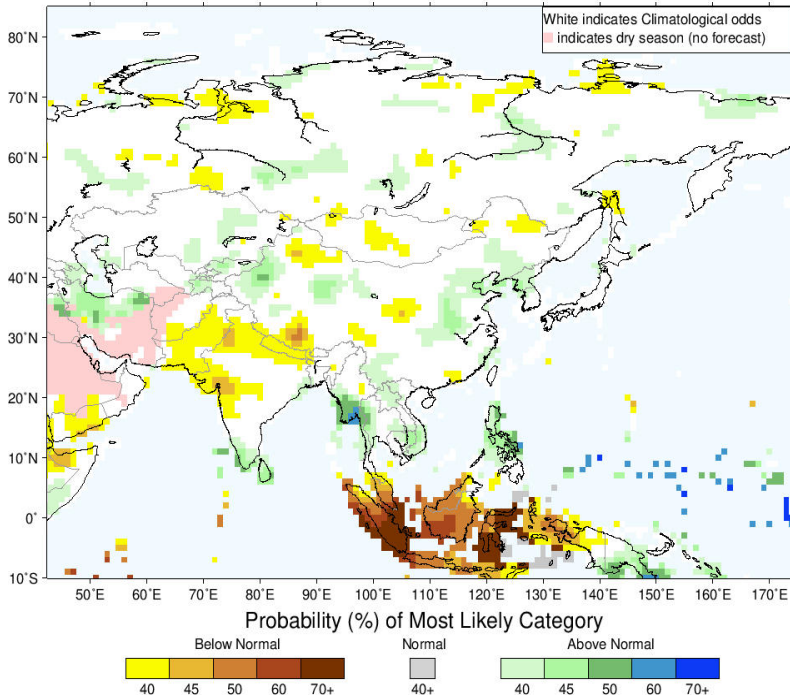 White indicates Climatological odds
indicates dry season (no forecast)
80°N
70°N
60°N
50°N
40°N
30°N
20°N
10°N
0°
10°S
50°E 60°E 70°E 80°E 90°E 100°E 110°E 120°E 130°E 140°E 150°E 160°E 170°E
Probability (%) of Most Likely Category
Below Normal Normal Above Normal
40 45 50 60 70+ 40+ 40 45 50 60 70+